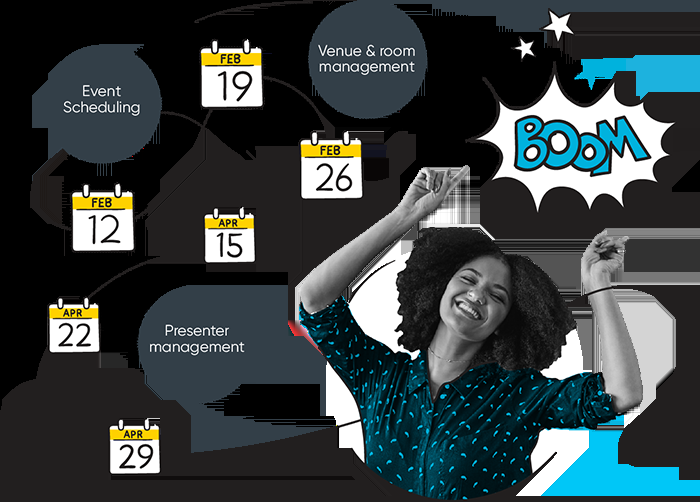 Venue & room
management
FEB
19
Event
Scheduling
BOOM
FEB
26
FEB
12
APR
15
APR
22
Presenter
management
APR
29